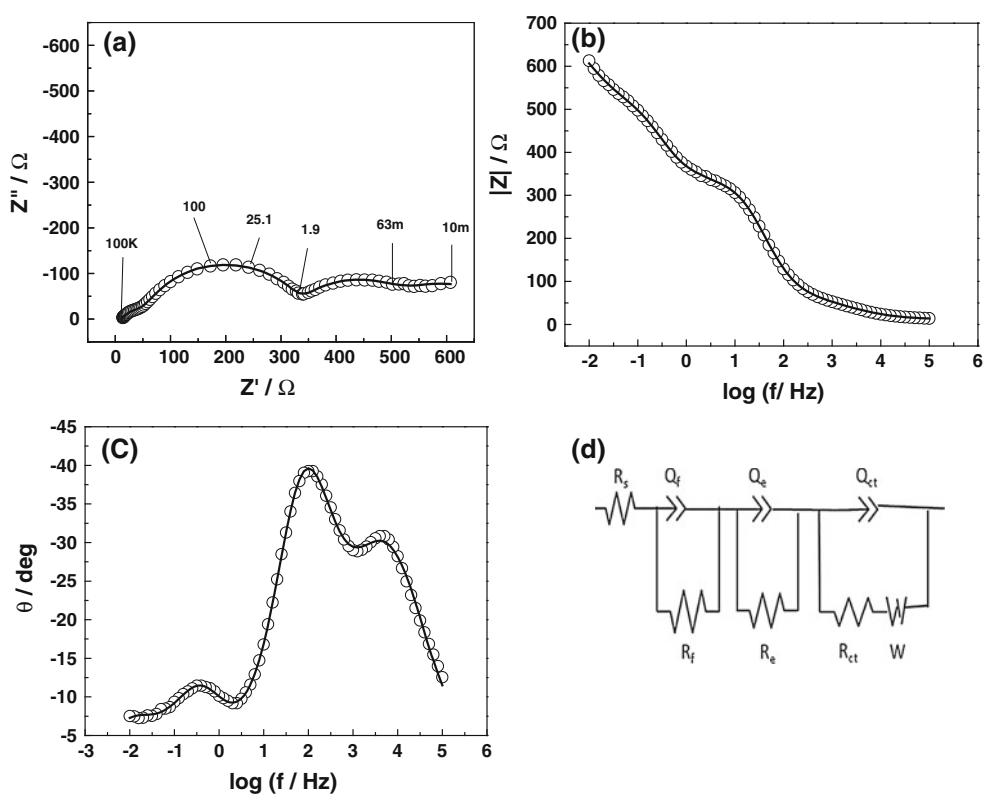 (a)
-600
-500
-400
-300
-200
-100
0
Z'' / Ω
100K
100
25.1
1.9
63m
10m
0 100 200 300 400 500 600
Z' / Ω
(b)
700
600
500
400
300
200
100
0
|Z| / Ω
-2 -1 0 1 2 3 4 5 6
log (f/ Hz)
(C)
-45
-40
-35
-30
-25
-20
-15
-10
-5
θ / deg
-3 -2 -1 0 1 2 3 4 5 6
log (f / Hz)
(d)
Rs Qf Qe Qct
Rf Re Rct W